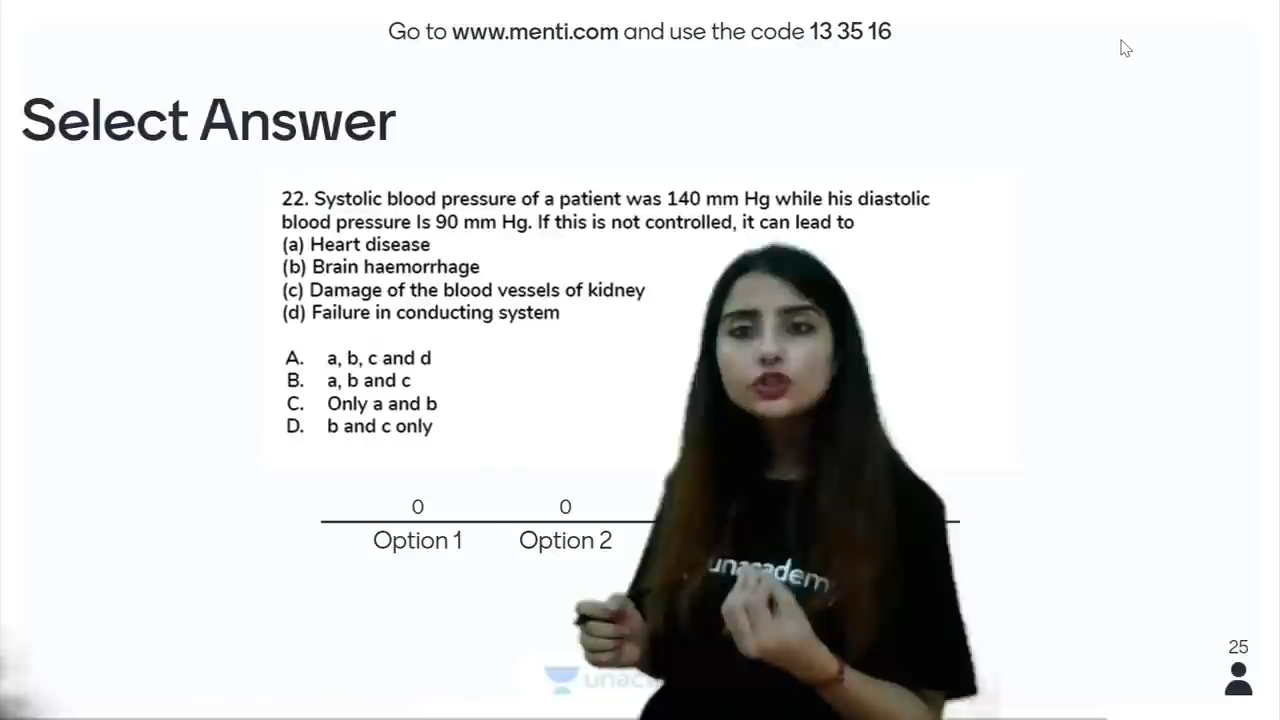 Go to www.menti.com and use the code 13 35 16
Select Answer
22. Systolic blood pressure of a patient was 140 mm Hg while his diastolic
blood pressure Is 90 mm Hg. If this is not controlled, it can lead to
(a) Heart disease
(b) Brain haemorrhage
(c) Damage of the blood vessels of kidney
(d) Failure in conducting system
A. a, b, c and d
B. a, b and c
C. Only a and b
D. b and c only
0 0
Option 1 Option 2
25